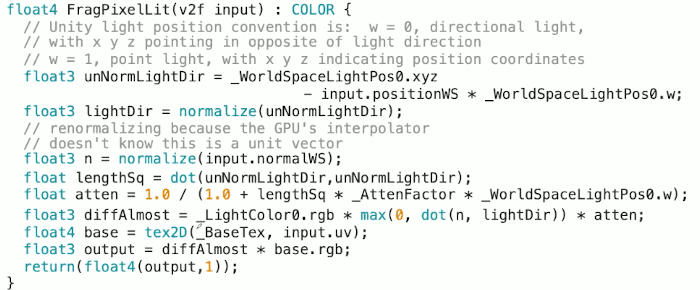 float4 FragPixelLit(v2f input) : COLOR {
// Unity light position convention is: w = 0, directional light,
// with x y z pointing in opposite of light direction
// w = 1, point light, with x y z indicating position coordinates
float3 unNormLightDir = _WorldSpaceLightPos0.xyz
- input.positionWS * _WorldSpaceLightPos0.w;
float3 lightDir = normalize(unNormLightDir);
// renormalizing because the GPU's interpolator
// doesn't know this is a unit vector
float3 n = normalize(input.normalWS);
float lengthSq = dot(unNormLightDir,unNormLightDir);
float atten = 1.0 / (1.0 + lengthSq * _AttenFactor * _WorldSpaceLightPos0.w);
float3 diffAlmost = _LightColor0.rgb * max(0, dot(n, lightDir)) * atten;
float4 base = tex2D(_BaseTex, input.uv);
float3 output = diffAlmost * base.rgb;
return(float4(output,1));
}